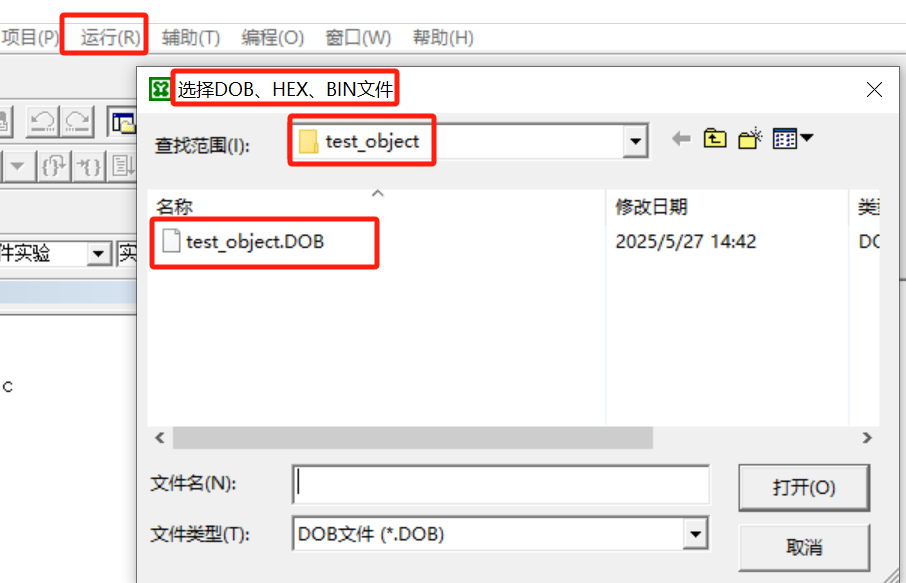 项目(P) 运行(R) 辅助(T) 编程(O) 窗口(W) 帮助(H)
选择DOB、HEX、BIN文件
查找范围(I): test_object
名称 修改日期
test_object.DOB 2025/5/27 14:42
件实验
c
文件名(N): 打开(O)
文件类型(T): DOB文件 (*.DOB) 取消